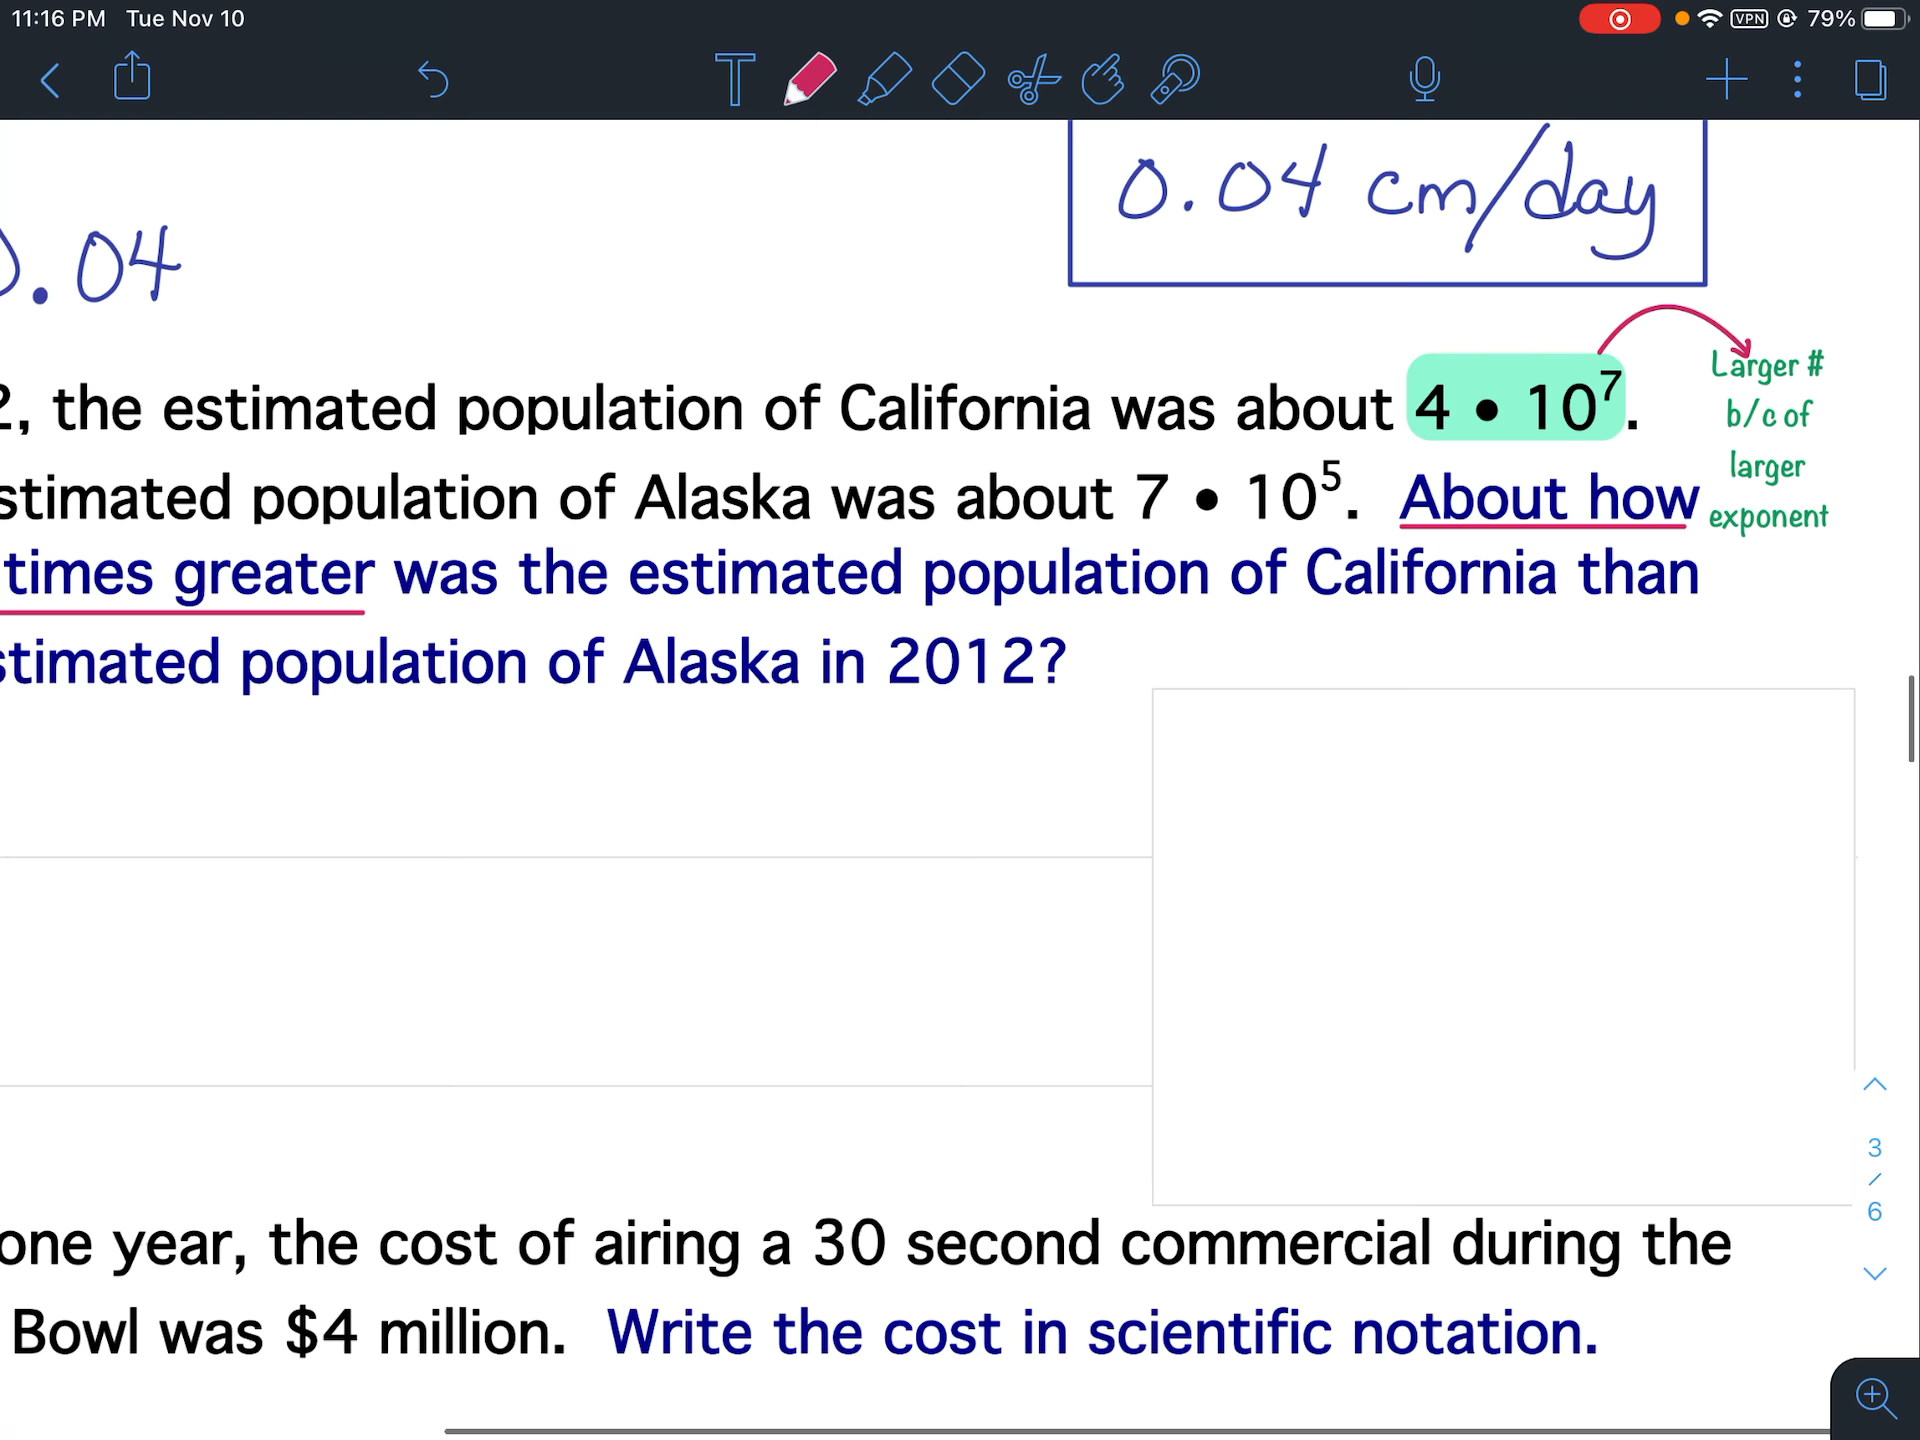 11:16 PM Tue Nov 10
VPN 79%
0.04 cm/day
.04
2, the estimated population of California was about 4 • 10⁷.
Larger #
b/c of
larger
exponent
stimated population of Alaska was about 7 • 10⁵. About how
times greater was the estimated population of California than
stimated population of Alaska in 2012?
3
/
6
one year, the cost of airing a 30 second commercial during the
Bowl was $4 million. Write the cost in scientific notation.